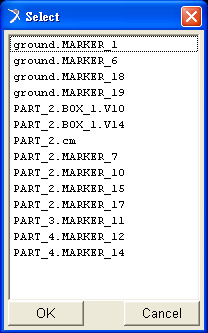 Select
ground.MARKER_1
ground.MARKER_6
ground.MARKER_18
ground.MARKER_19
PART_2.BOX_1.V10
PART_2.BOX_1.V14
PART_2.cm
PART_2.MARKER_7
PART_2.MARKER_10
PART_2.MARKER_15
PART_2.MARKER_17
PART_3.MARKER_11
PART_4.MARKER_12
PART_4.MARKER_14
OK Cancel